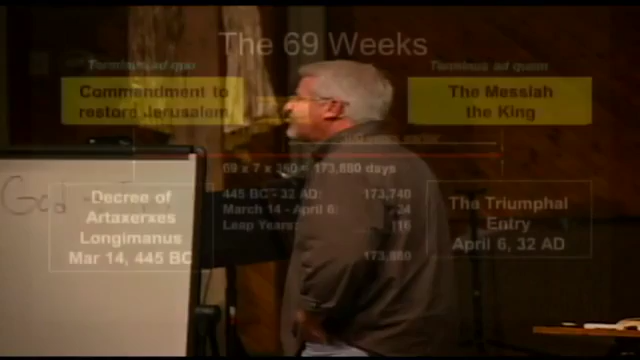 The 69 Weeks
Terminus ad quo
Terminus ad quem
Commandment to
restore Jerusalem
The Messiah
the King
69 x 7 x 360 = 173,880 days
445 BC - 32 AD: 173,740
March 14 - April 6: 24
Leap Years: 116
173,880
Decree of
Artaxerxes
Longimanus
Mar 14, 445 BC
The Triumphal
Entry
April 6, 32 AD
God